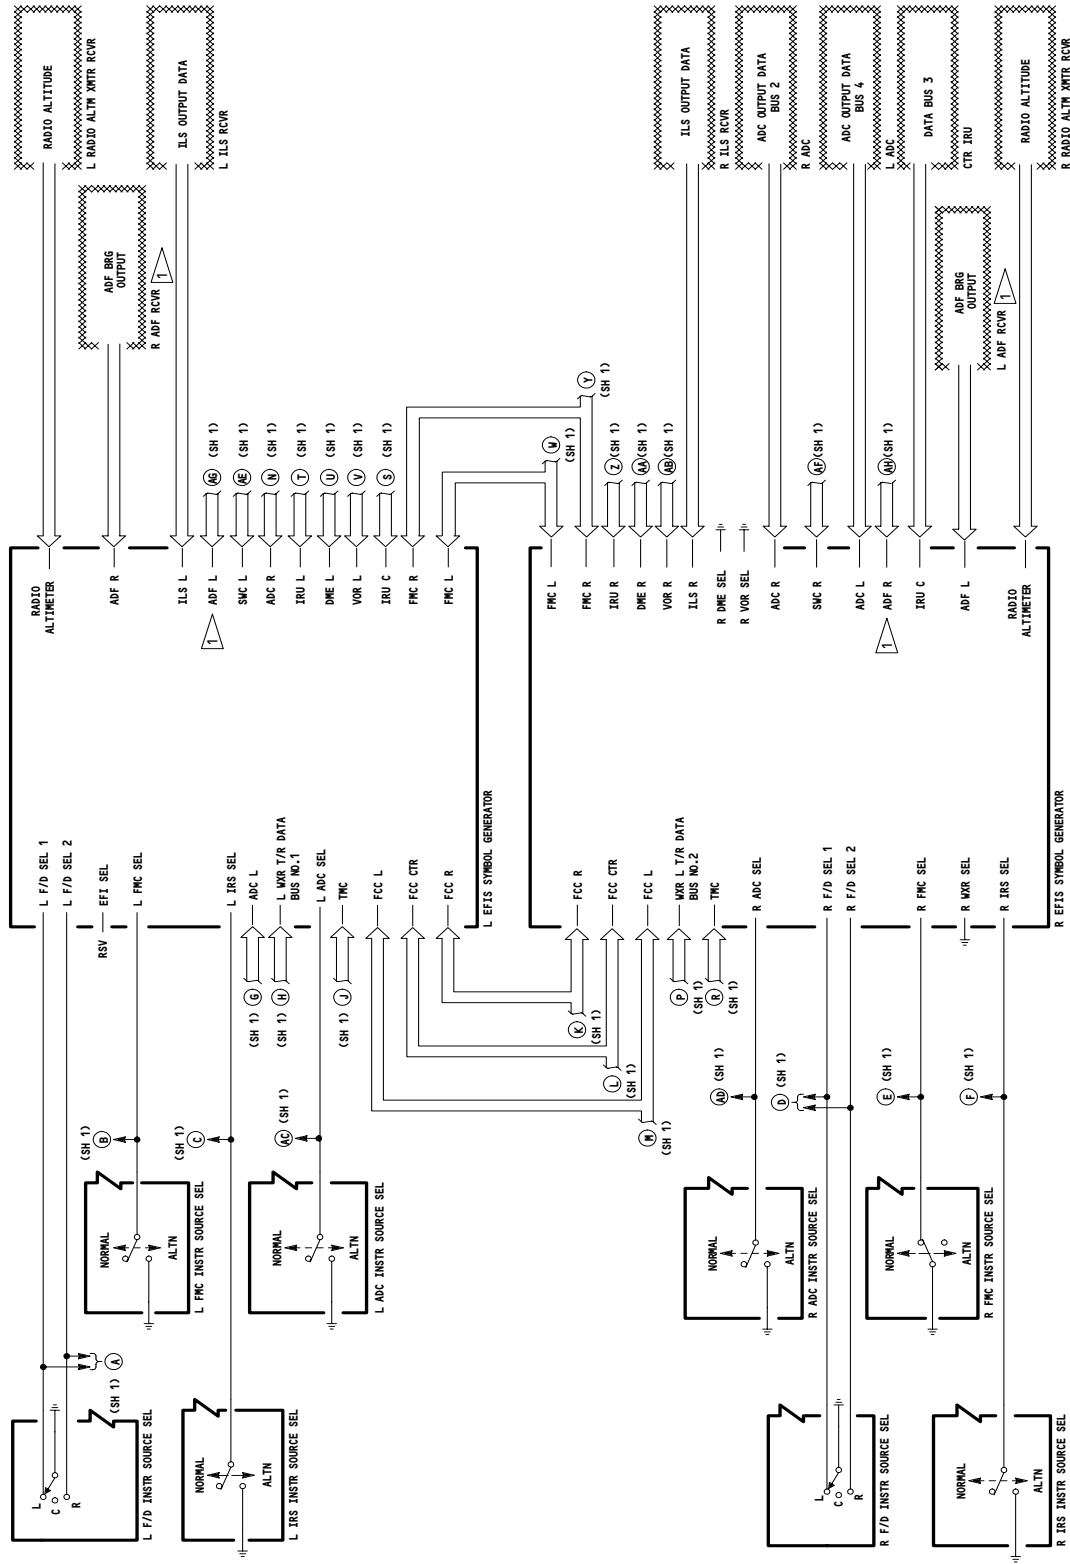 RADIO ALTITUDE
L RADIO ALTM XMTR RCVR
ADF BRG
OUTPUT
R ADF RCVR
1
ILS OUTPUT DATA
L ILS RCVR
AG (SH 1)
AE (SH 1)
N (SH 1)
T (SH 1)
U (SH 1)
V (SH 1)
S (SH 1)
Y
(SH 1)
W
(SH 1)
RADIO
ALTIMETER
ADF R
ILS L
ADF L
1
SWC L
ADC R
IRU L
DME L
VOR L
IRU C
FMC R
FMC L
L F/D SEL 1
L F/D SEL 2
EFI SEL
RSV
L FMC SEL
L IRS SEL
ADC L
L WXR T/R DATA
BUS NO.1
L ADC SEL
TMC
FCC L
FCC CTR
FCC R
L EFIS SYMBOL GENERATOR
(SH 1) G
(SH 1) H
(SH 1) J
(SH 1)
B
(SH 1)
C
AC (SH 1)
(SH 1) A
NORMAL
ALTN
L FMC INSTR SOURCE SEL
NORMAL
ALTN
L ADC INSTR SOURCE SEL
L
C
R
L F/D INSTR SOURCE SEL
NORMAL
ALTN
L IRS INSTR SOURCE SEL
ILS OUTPUT DATA
R ILS RCVR
ADC OUTPUT DATA
BUS 2
R ADC
ADC OUTPUT DATA
BUS 4
L ADC
DATA BUS 3
CTR IRU
ADF BRG
OUTPUT
L ADF RCVR
1
RADIO ALTITUDE
R RADIO ALTM XMTR RCVR
Z (SH 1)
AA (SH 1)
AB (SH 1)
AF (SH 1)
AH (SH 1)
FMC L
FMC R
IRU R
DME R
VOR R
ILS R
R DME SEL
R VOR SEL
ADC R
SWC R
ADC L
ADF R
1
IRU C
ADF L
RADIO
ALTIMETER
FCC R
FCC CTR
FCC L
WXR L T/R DATA
BUS NO.2
TMC
R ADC SEL
R F/D SEL 1
R F/D SEL 2
R FMC SEL
R WXR SEL
R IRS SEL
R EFIS SYMBOL GENERATOR
K
(SH 1)
L
(SH 1)
M
(SH 1)
P
(SH 1)
R
(SH 1)
AD (SH 1)
D (SH 1)
E (SH 1)
F (SH 1)
NORMAL
ALTN
R ADC INSTR SOURCE SEL
NORMAL
ALTN
R FMC INSTR SOURCE SEL
L
C
R
R F/D INSTR SOURCE SEL
NORMAL
ALTN
R IRS INSTR SOURCE SEL